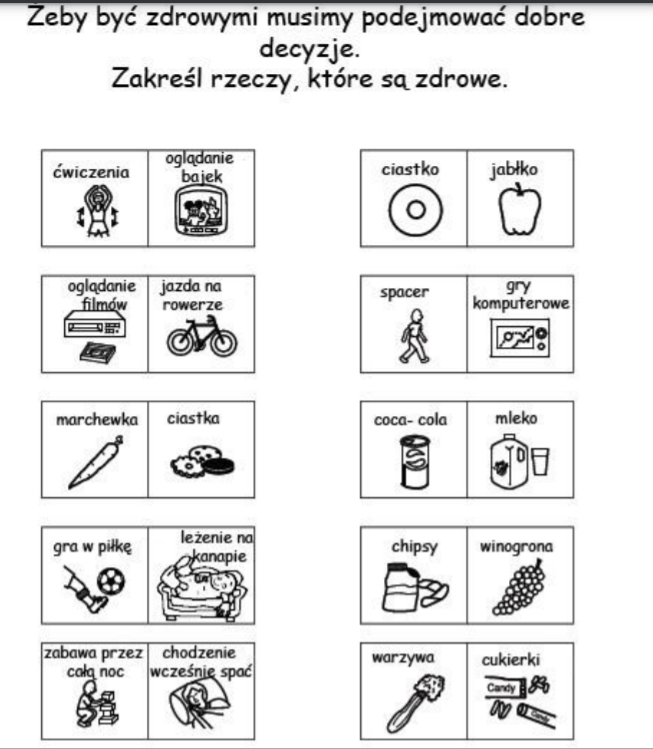 Żeby być zdrowymi musimy podejmować dobre
decyzje.
Zakreśl rzeczy, które są zdrowe.
ćwiczenia
oglądanie
bajek
ciastko
jabłko
oglądanie
filmów
jazda na
rowerze
spacer
gry
komputerowe
marchewka
ciastka
coca- cola
mleko
gra w piłkę
leżenie na
kanapie
chipsy
winogrona
zabawa przez
całą noc
chodzenie
wcześnie spać
warzywa
cukierki
Candy
Candy